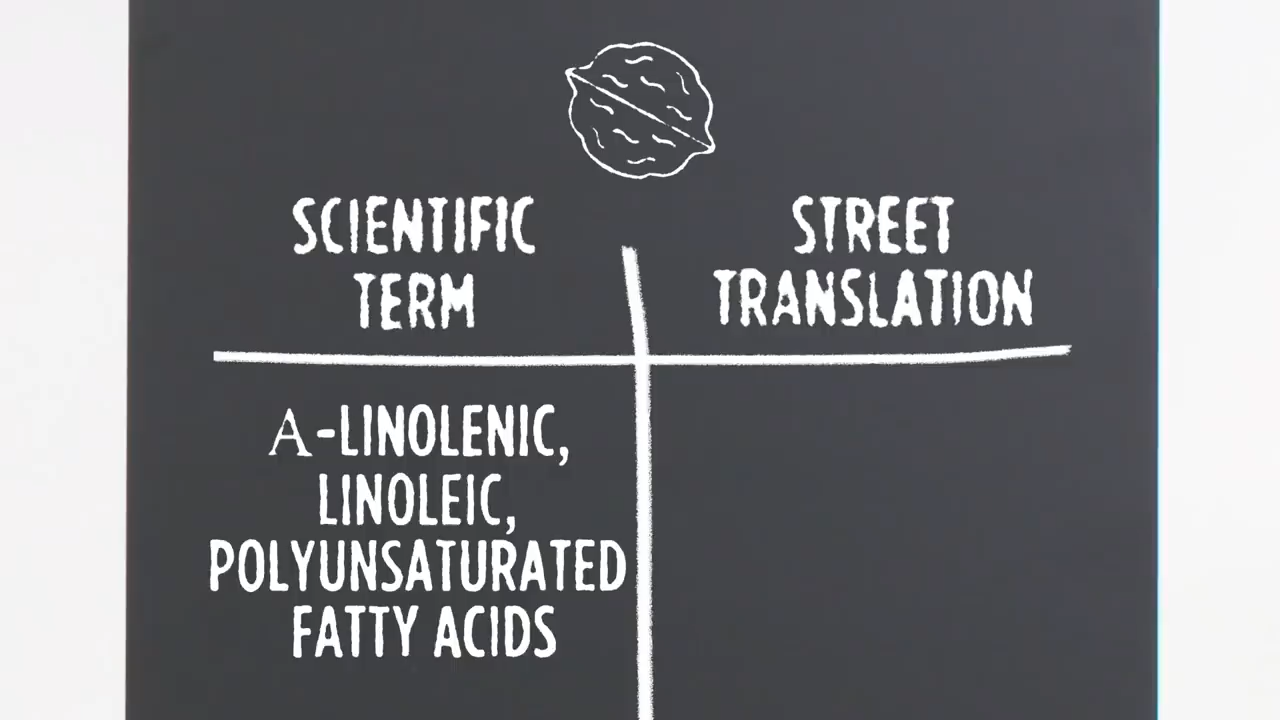 SCIENTIFIC
TERM
STREET
TRANSLATION
A-LINOLENIC,
LINOLEIC,
POLYUNSATURATED
FATTY ACIDS